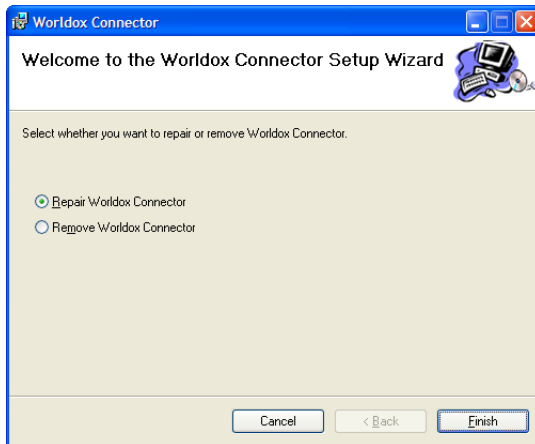 Worldox Connector
Welcome to the Worldox Connector Setup Wizard
Select whether you want to repair or remove Worldox Connector.
Repair Worldox Connector
Remove Worldox Connector
Cancel
< Back
Finish